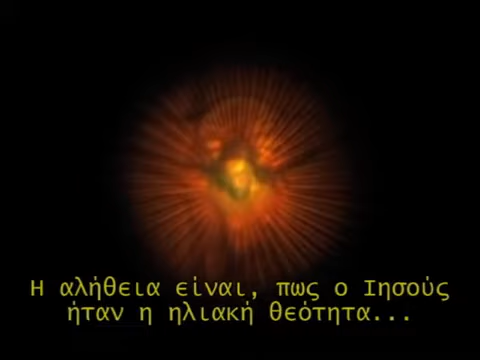 Η αλήθεια είναι, πως ο Ιησούς
ήταν η ηλιακή θεότητα...